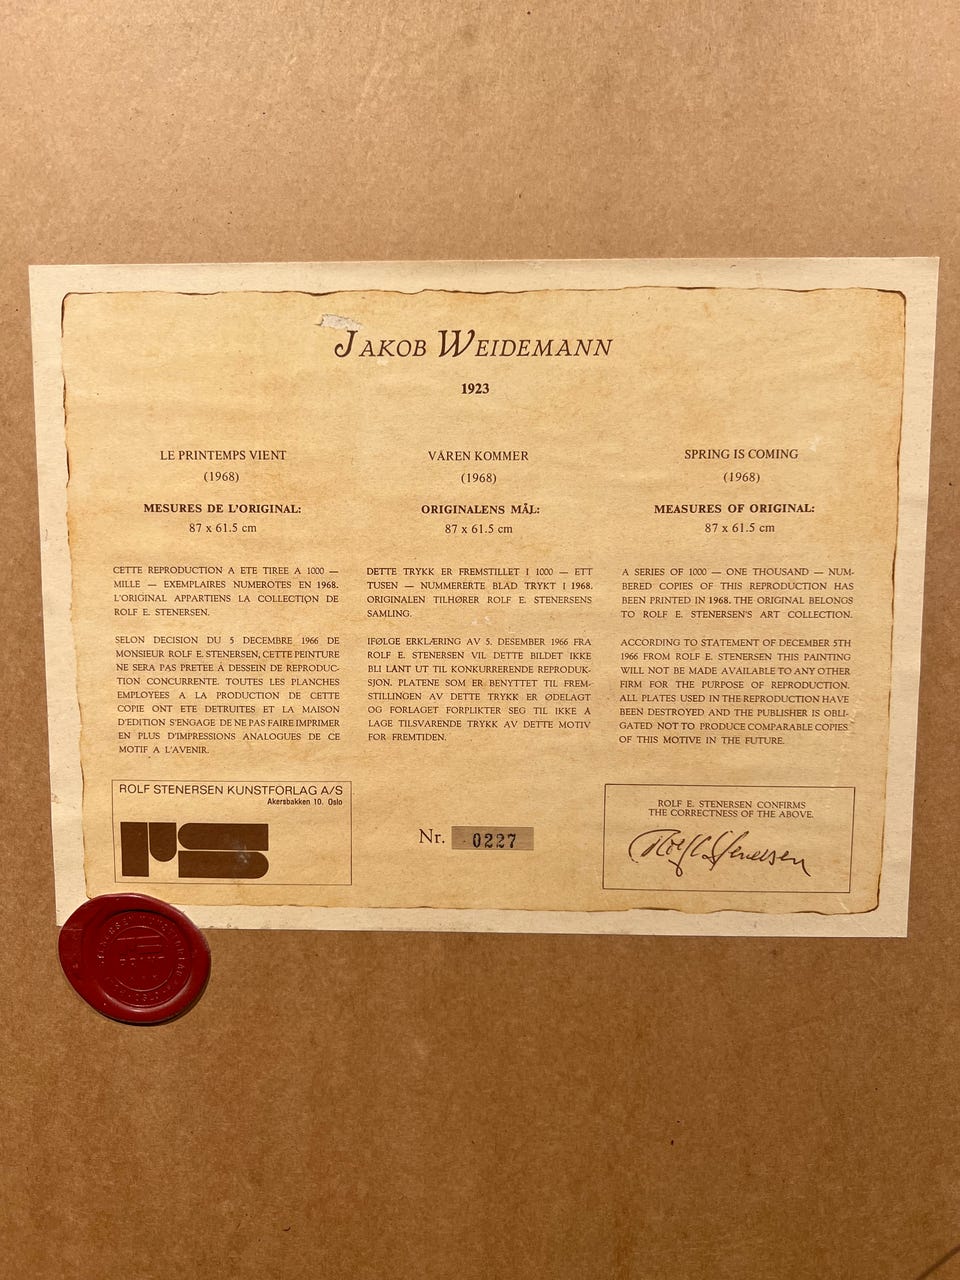 JAKOB WEIDEMANN
1923
LE PRINTEMPS VIENT
(1968)
MESURES DE L'ORIGINAL:
87 x 61.5 cm
CETTE REPRODUCTION A ETE TIREE A 1000 —
MILLE — EXEMPLAIRES NUMEROTES EN 1968.
L'ORIGINAL APPARTIENS LA COLLECTION DE
ROLF E. STENERSEN.
SELON DECISION DU 5 DECEMBRE 1966 DE
MONSIEUR ROLF E. STENERSEN, CETTE PEINTURE
NE SERA PAS PRETEE À DESSEIN DE REPRODUC-
TION CONCURRENTE. TOUTES LES PLANCHES
EMPLOYEES A LA PRODUCTION DE CETTE
COPIE ONT ETE DETRUITES ET LA MAISON
D'EDITION S'ENGAGE DE NE PAS FAIRE IMPRIMER
EN PLUS D'IMPRESSIONS ANALOGUES DE CE
MOTIF A L'AVENIR.
VÅREN KOMMER
(1968)
ORIGINALENS MÅL:
87 x 61.5 cm
DETTE TRYKK ER FREMSTILLET I 1000 — ETT
TUSEN — NUMMERERTE BLAD TRYKT I 1968.
ORIGINALEN TILHØRER ROLF E. STENERSENS
SAMLING.
IFØLGE ERKLÆRING AV 5. DESEMBER 1966 FRA
ROLF E. STENERSEN VIL DETTE BILDET IKKE
BLI LÅNT UT TIL KONKURRERENDE REPRODUK-
SJON. PLATENE SOM ER BENYTTET TIL FREM-
STILLINGEN AV DETTE TRYKK ER ØDELAGT
OG FORLAGET FORPLIKTER SEG TIL IKKE Å
LAGE TILSVARENDE TRYKK AV DETTE MOTIV
FOR FREMTIDEN.
SPRING IS COMING
(1968)
MEASURES OF ORIGINAL:
87 x 61.5 cm
A SERIES OF 1000 — ONE THOUSAND — NUM-
BERED COPIES OF THIS REPRODUCTION HAS
BEEN PRINTED IN 1968. THE ORIGINAL BELONGS
TO ROLF E. STENERSEN'S ART COLLECTION.
ACCORDING TO STATEMENT OF DECEMBER 5TH
1966 FROM ROLF E. STENERSEN THIS PAINTING
WILL NOT BE MADE AVAILABLE TO ANY OTHER
FIRM FOR THE PURPOSE OF REPRODUCTION.
ALL PLATES USED IN THE REPRODUCTION HAVE
BEEN DESTROYED AND THE PUBLISHER IS OBLI-
GATED NOT TO PRODUCE COMPARABLE COPIES
OF THIS MOTIVE IN THE FUTURE.
ROLF STENERSEN KUNSTFORLAG A/S
Akersbakken 10. Oslo
Nr. 0227
ROLF E. STENERSEN CONFIRMS
THE CORRECTNESS OF THE ABOVE.
Rolf E Stenersen